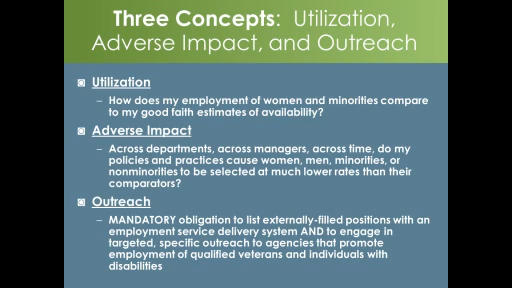 Three Concepts: Utilization,
Adverse Impact, and Outreach
Utilization
– How does my employment of women and minorities compare
to my good faith estimates of availability?
Adverse Impact
– Across departments, across managers, across time, do my
policies and practices cause women, men, minorities, or
nonminorities to be selected at much lower rates than their
comparators?
Outreach
– MANDATORY obligation to list externally-filled positions with an
employment service delivery system AND to engage in
targeted, specific outreach to agencies that promote
employment of qualified veterans and individuals with
disabilities